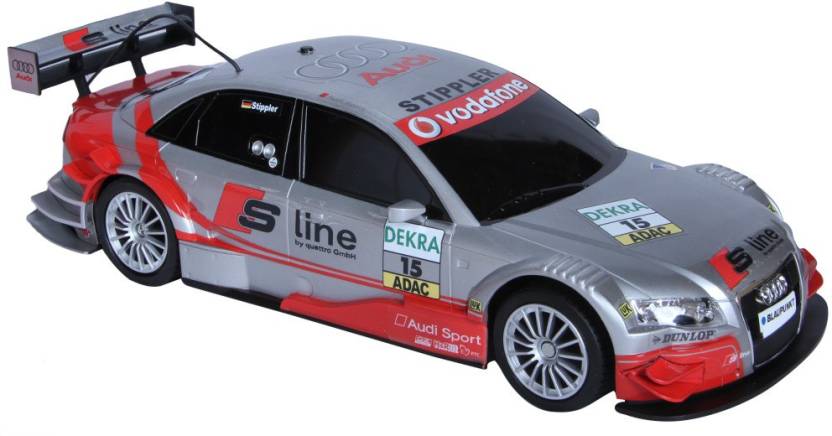 S line
Audi
Audi
STIPPLER
vodafone
Stippler
S line
by quattro GmbH
DEKRA
15
ADAC
DEKRA
15
ADAC
S line
BLAUPUNKT
DUNLOP
Audi Sport